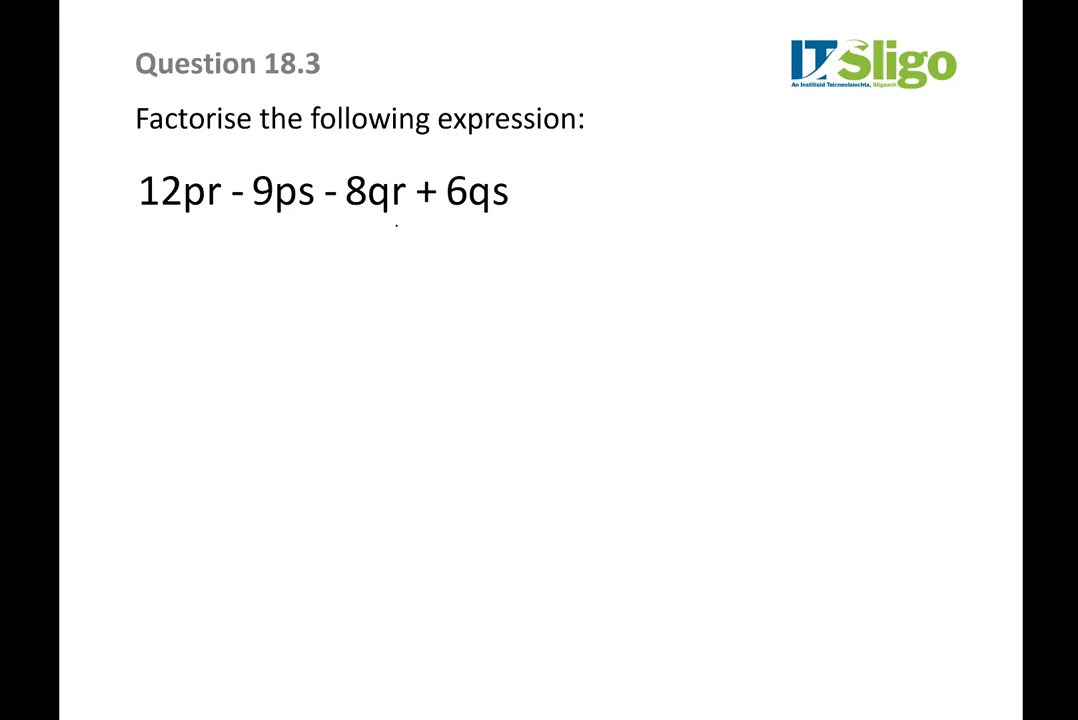 Question 18.3
ITSligo
An Institiúid Teicneolaíochta, Sligeach
Factorise the following expression:
12pr - 9ps - 8qr + 6qs